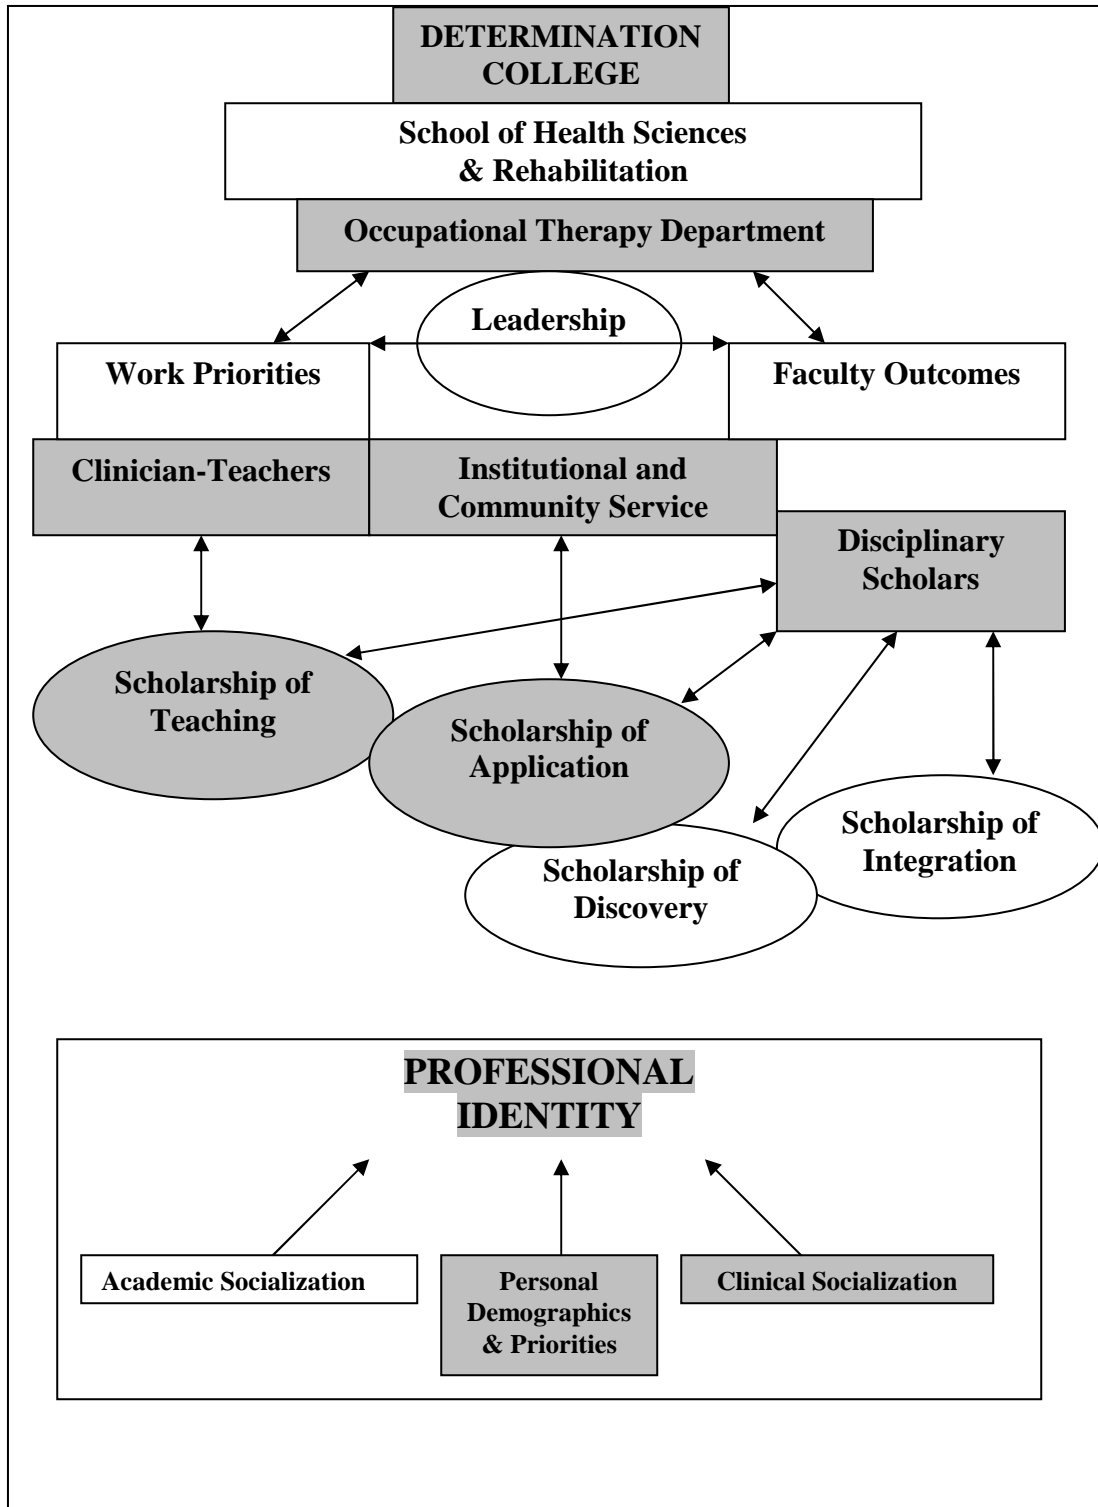 DETERMINATION
COLLEGE
School of Health Sciences
& Rehabilitation
Occupational Therapy Department
Leadership
Work Priorities
Faculty Outcomes
Clinician-Teachers
Institutional and
Community Service
Disciplinary
Scholars
Scholarship of
Teaching
Scholarship of
Application
Scholarship of
Discovery
Scholarship of
Integration
PROFESSIONAL
IDENTITY
Academic Socialization
Personal
Demographics
& Priorities
Clinical Socialization